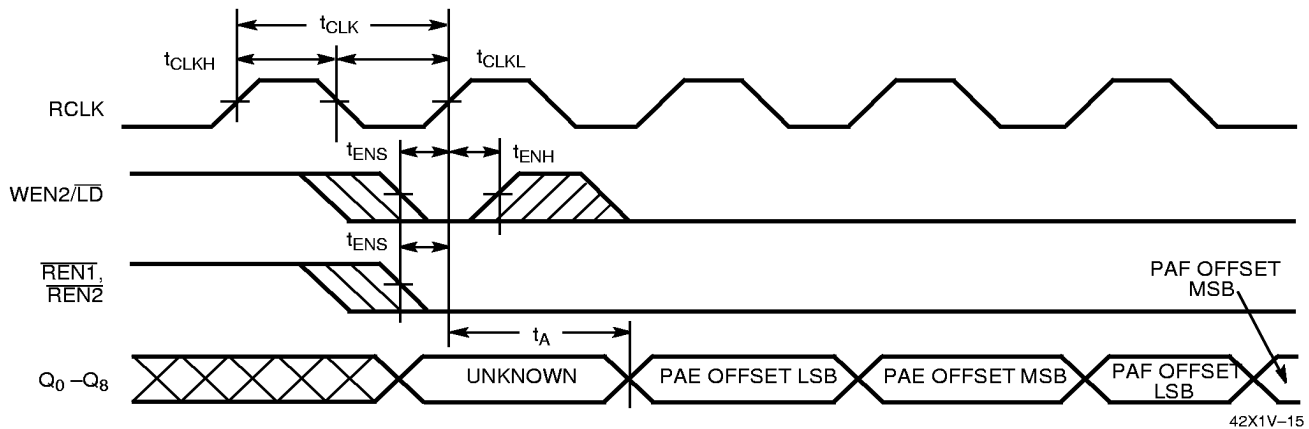 tCLK
tCLKH
tCLKL
RCLK
tENS
tENH
WEN2/LD
tENS
REN1,
REN2
PAF OFFSET
MSB
tA
Q0 –Q8
UNKNOWN
PAE OFFSET LSB
PAE OFFSET MSB
PAF OFFSET
LSB
42X1V–15